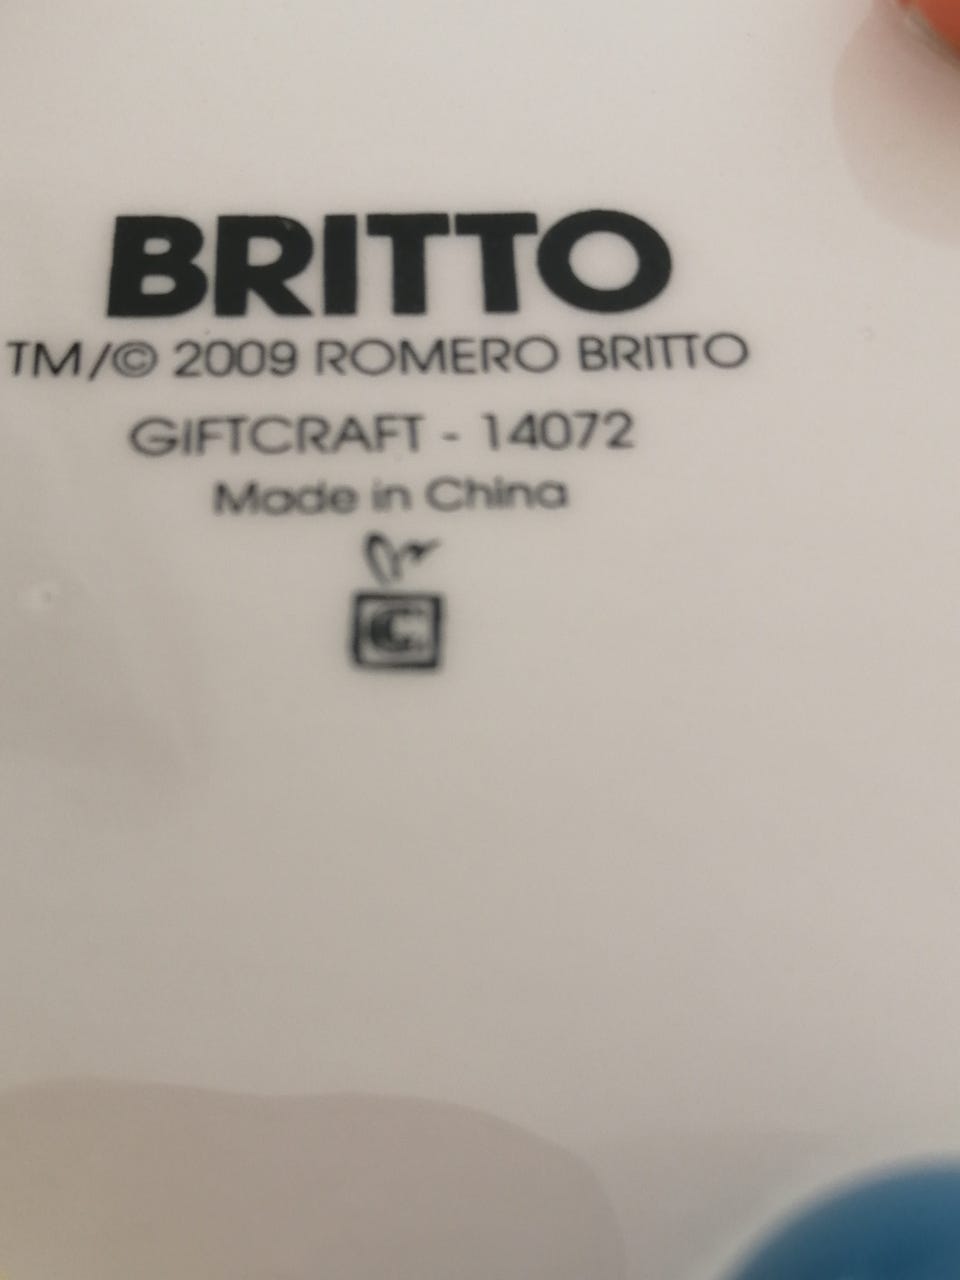 BRITTO
TM/© 2009 ROMERO BRITTO
GIFTCRAFT - 14072
Made in China
C